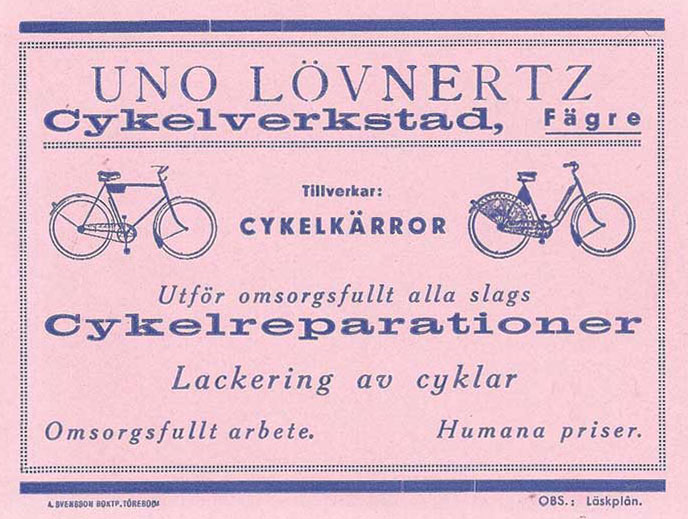 UNO LÖVNERTZ
Cykelverkstad, Fägre
Tillverkar:
CYKELKÄRROR
Utför omsorgsfullt alla slags
Cykelreparationer
Lackering av cyklar
Omsorgsfullt arbete. Humana priser.
A. SVENSSON BOKTR. TÖREBODA OBS.: Läskplån.